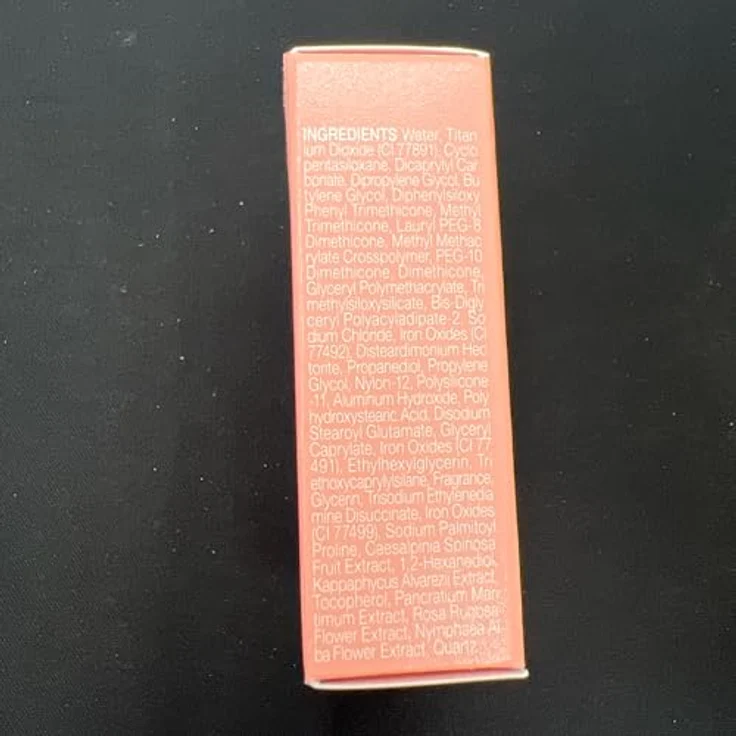 INGREDIENTS Water, Titan
ium Dioxide (CI 77891), Cyclo
pentasiloxane, Dicaprylyl Car
bonate, Dipropylene Glycol, Bu
tylene Glycol, Diphenylsiloxy
Phenyl Trimethicone, Methyl
Trimethicone, Lauryl PEG-8
Dimethicone, Methyl Methac
rylate Crosspolymer, PEG-10
Dimethicone, Dimethicone,
Glyceryl Polymethacrylate, Tri
methylsiloxysilicate, Bis-Digly
ceryl Polyacyladipate-2, So
dium Chloride, Iron Oxides (CI
77492), Disteardimonium Hec
torite, Propanediol, Propylene
Glycol, Nylon-12, Polysilicone
-11, Aluminum Hydroxide, Poly
hydroxystearic Acid, Disodium
Stearoyl Glutamate, Glyceryl
Caprylate, Iron Oxides (CI 77
491), Ethylhexylglycerin, Tri
ethoxycaprylylsilane, Fragrance,
Glycerin, Trisodium Ethylenedia
mine Disuccinate, Iron Oxides
(CI 77499), Sodium Palmitoyl
Proline, Caesalpinia Spinosa
Fruit Extract, 1,2-Hexanediol,
Kappaphycus Alvarezii Extract,
Tocopherol, Pancratium Mari
timum Extract, Rosa Rugosa
Flower Extract, Nymphaea Al
ba Flower Extract, Quartz